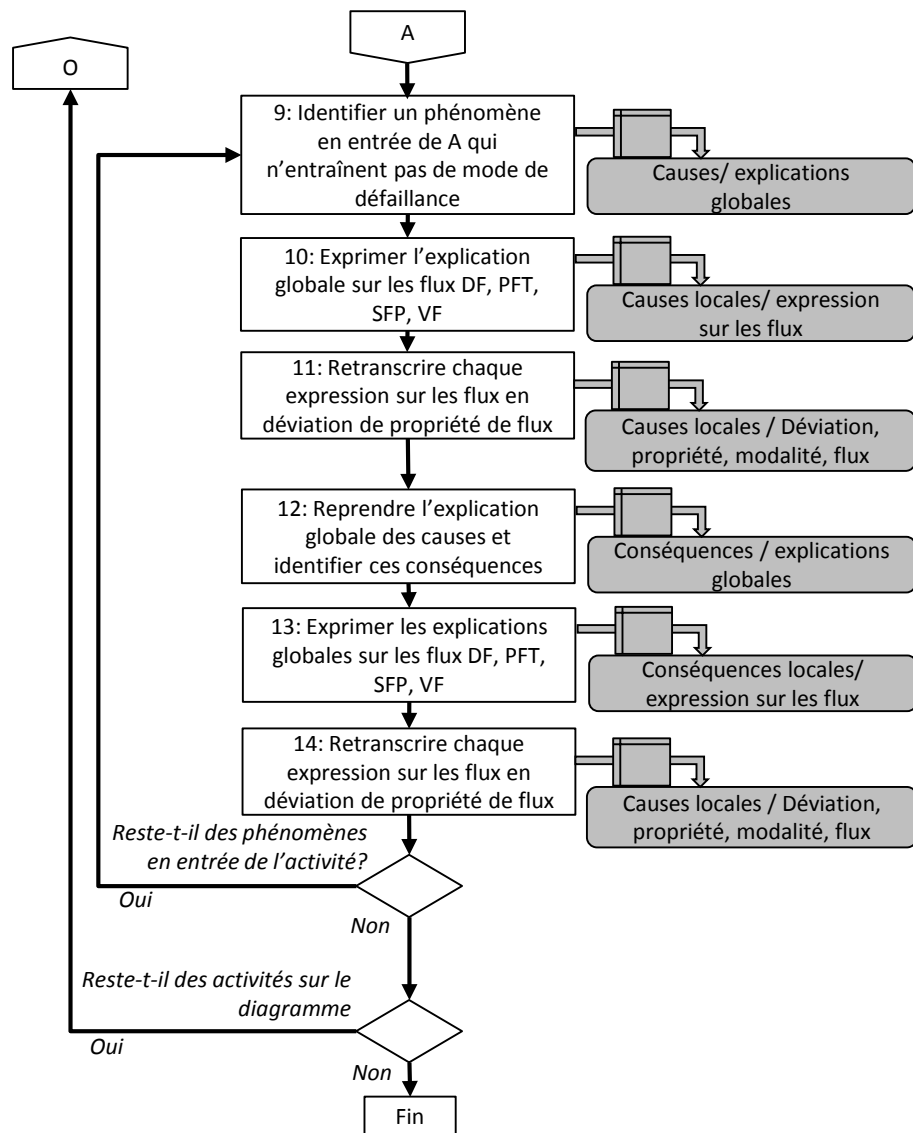 A
O
9: Identifier un phénomène
en entrée de A qui
n'entraînent pas de mode de
défaillance
Causes/ explications
globales
10: Exprimer l'explication
globale sur les flux DF, PFT,
SFP, VF
Causes locales/ expression
sur les flux
11: Retranscrire chaque
expression sur les flux en
déviation de propriété de flux
Causes locales / Déviation,
propriété, modalité, flux
12: Reprendre l'explication
globale des causes et
identifier ces conséquences
Conséquences / explications
globales
13: Exprimer les explications
globales sur les flux DF, PFT,
SFP, VF
Conséquences locales/
expression sur les flux
14: Retranscrire chaque
expression sur les flux en
déviation de propriété de flux
Causes locales / Déviation,
propriété, modalité, flux
Reste-t-il des phénomènes
en entrée de l'activité?
Oui
Non
Reste-t-il des activités sur le
diagramme
Oui
Non
Fin